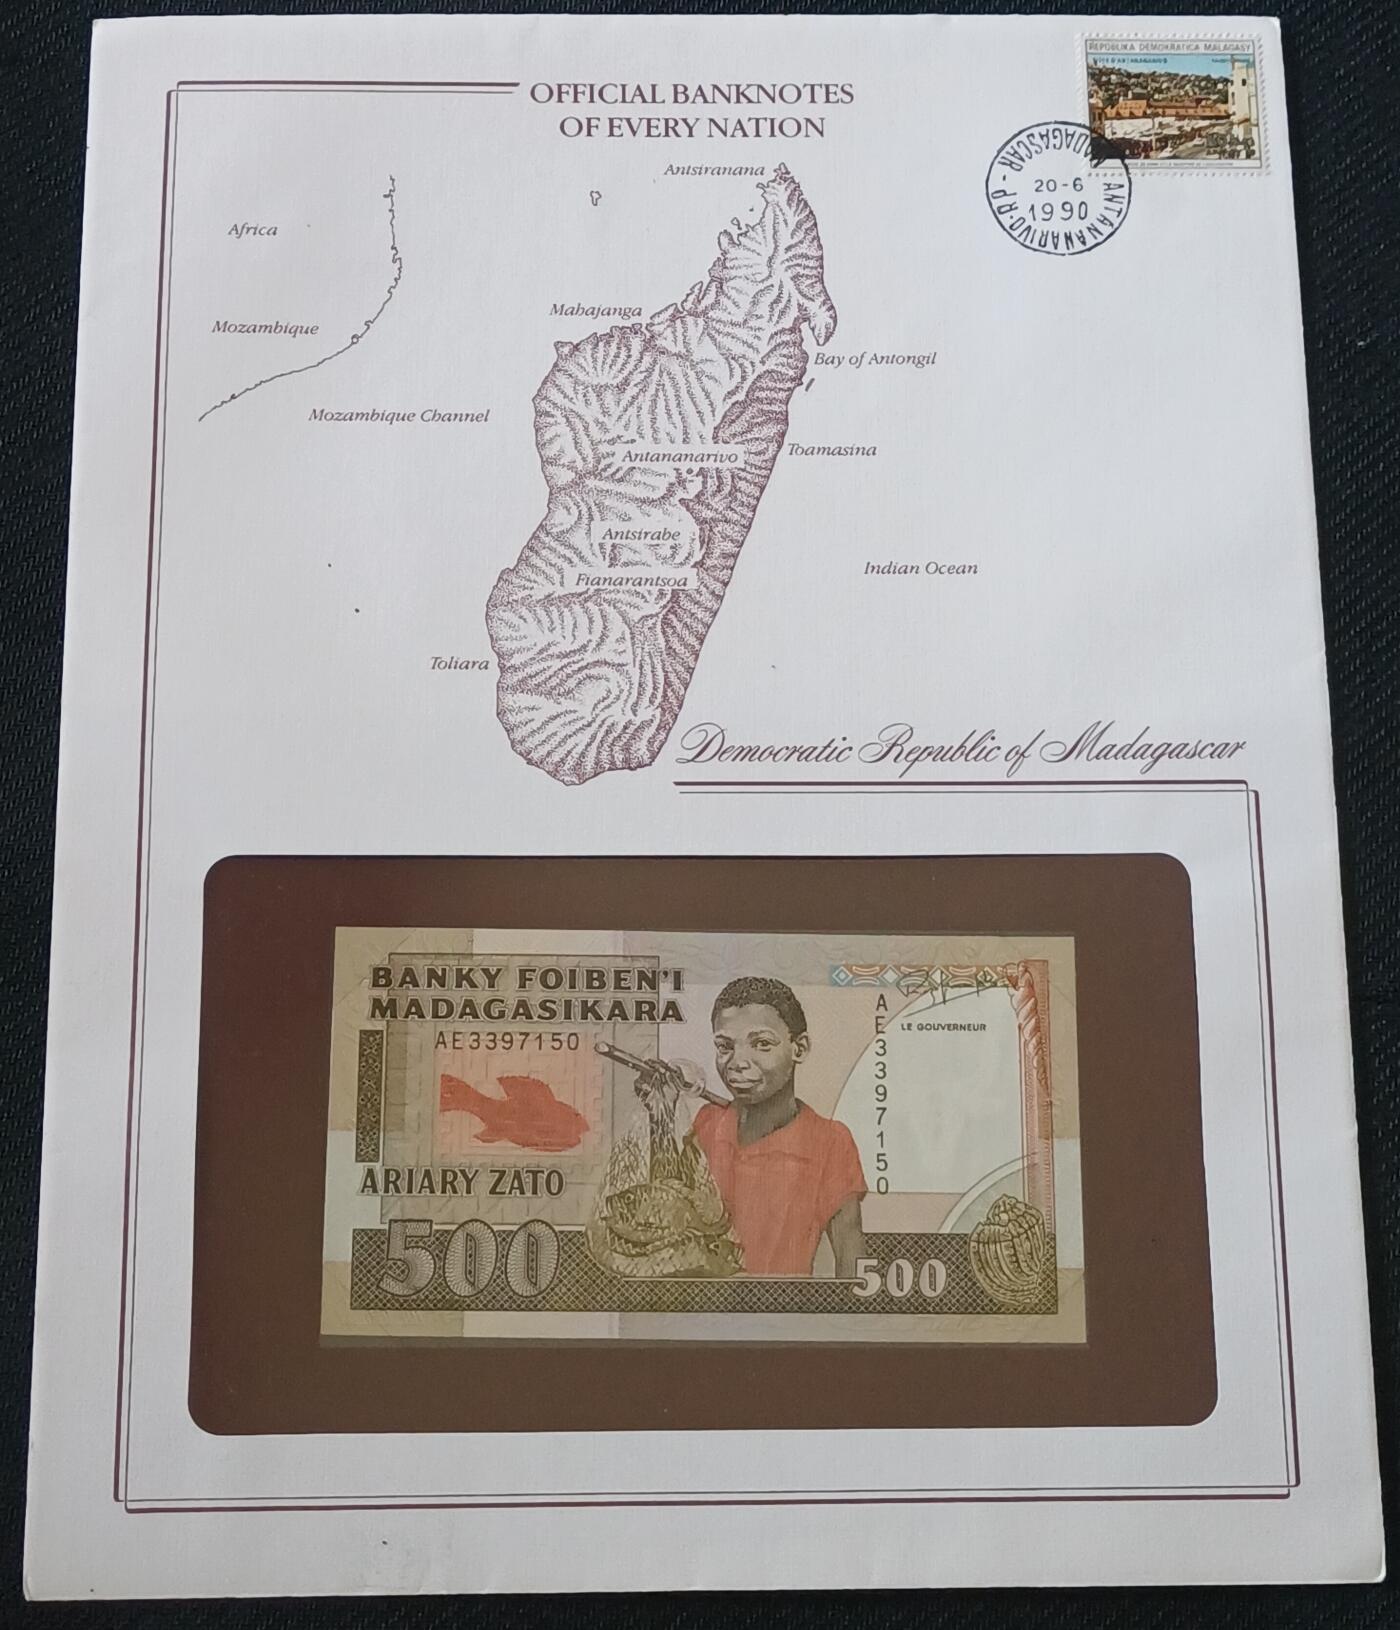 OFFICIAL BANKNOTES
OF EVERY NATION
REPOBLIKA DEMOKRATIKA MALAGASY
MADAGASCAR
ANTANANARIVO-R.P
20-6
1990
Antsiranana
Africa
Mahajanga
Mozambique
Bay of Antongil
Mozambique Channel
Toamasina
Antananarivo
Antsirabe
Indian Ocean
Fianarantsoa
Toliara
Democratic Republic of Madagascar
BANKY FOIBEN'I
MADAGASIKARA
AE3397150
LE GOUVERNEUR
AE3397150
ARIARY ZATO
500
500